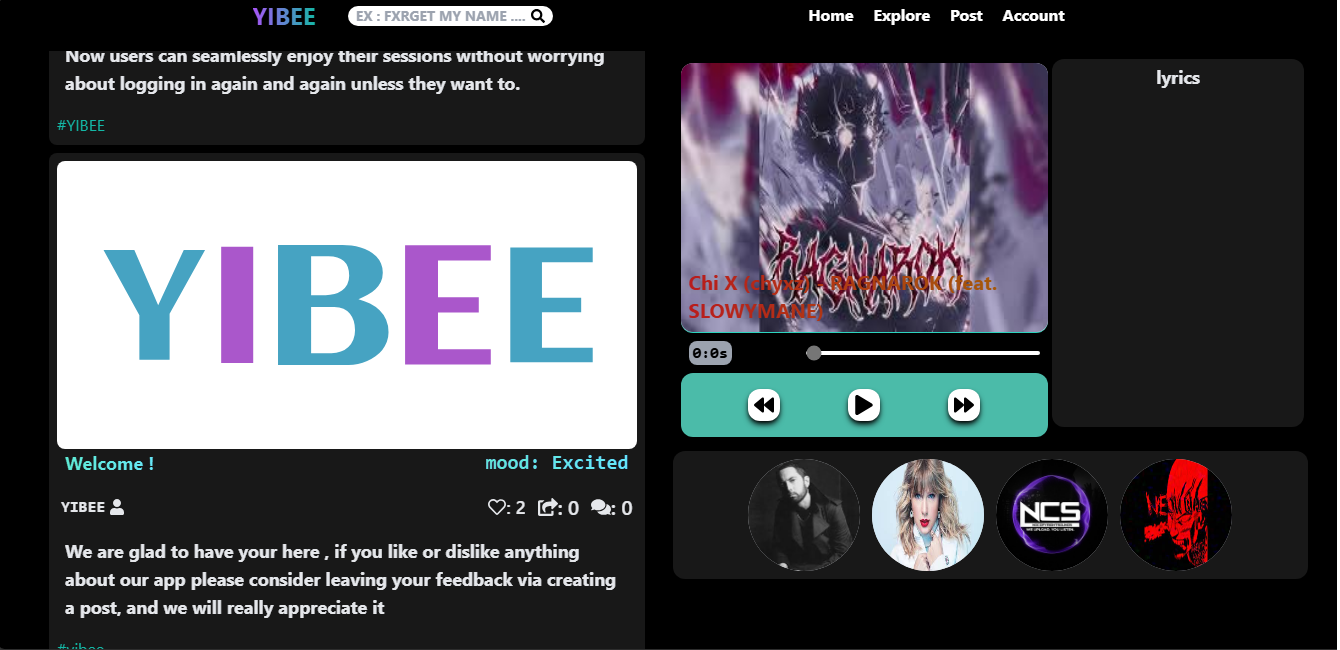 YIBEE
EX : FXRGET MY NAME ....
Home Explore Post Account
Now users can seamlessly enjoy their sessions without worrying
about logging in again and again unless they want to.
#YIBEE
YIBEE
Welcome !
mood: Excited
YIBEE
: 2 : 0 : 0
We are glad to have your here , if you like or dislike anything
about our app please consider leaving your feedback via creating
a post, and we will really appreciate it
#yibee
RAGNAROK
Chi X (chyxz) - RAGNAROK (feat.
SLOWYMANE)
0:0s
lyrics
NCS